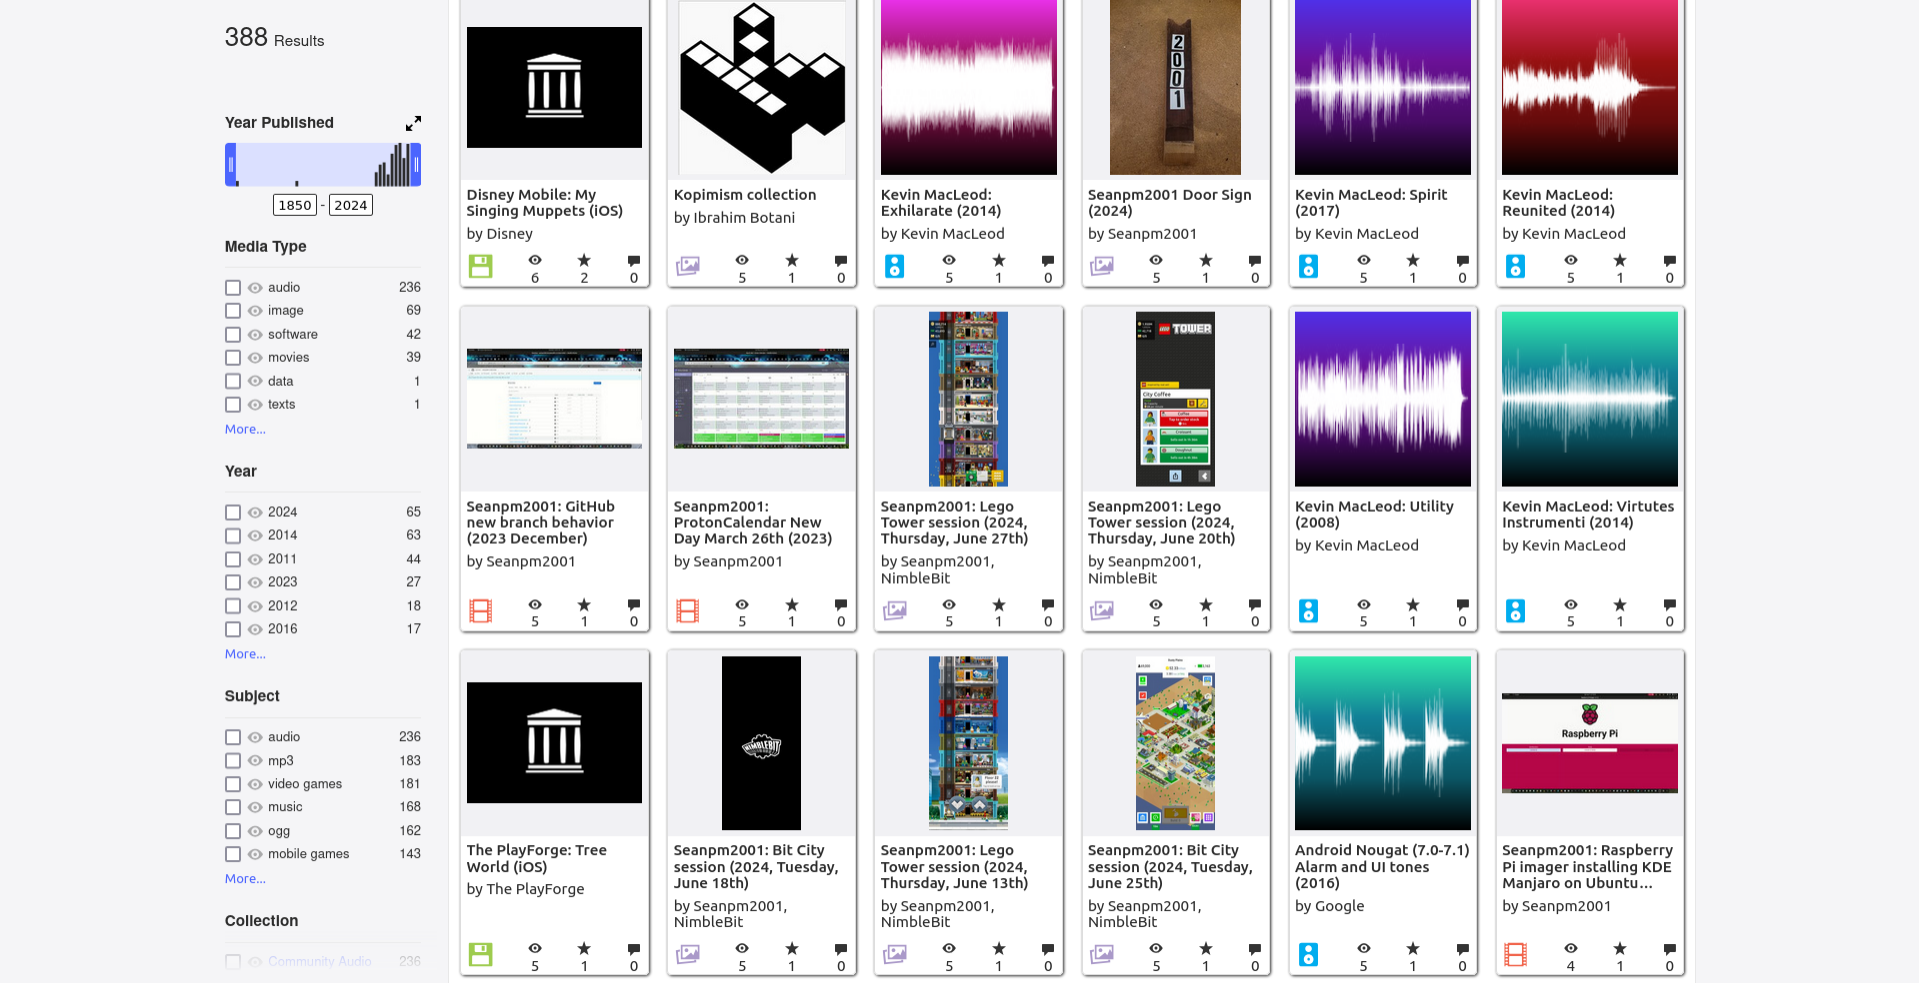 388 Results
Year Published
1850 - 2024
Media Type
audio 236
image 69
software 42
movies 39
data 1
texts 1
More...
Year
2024 65
2014 63
2011 44
2023 27
2012 18
2016 17
More...
Subject
audio 236
mp3 183
video games 181
music 168
ogg 162
mobile games 143
More...
Collection
Community Audio 236
Disney Mobile: My
Singing Muppets (iOS)
by Disney
6 2 0
Kopimism collection
by Ibrahim Botani
5 1 0
Kevin MacLeod:
Exhilarate (2014)
by Kevin MacLeod
5 1 0
2001
Seanpm2001 Door Sign
(2024)
by Seanpm2001
5 1 0
Kevin MacLeod: Spirit
(2017)
by Kevin MacLeod
5 1 0
Kevin MacLeod:
Reunited (2014)
by Kevin MacLeod
5 1 0
Seanpm2001: GitHub
new branch behavior
(2023 December)
by Seanpm2001
5 1 0
Seanpm2001:
ProtonCalendar New
Day March 26th (2023)
by Seanpm2001
5 1 0
Seanpm2001: Lego
Tower session (2024,
Thursday, June 27th)
by Seanpm2001,
NimbleBit
5 1 0
LEGO TOWER
City Coffee
Coffee
Seanpm2001: Lego
Tower session (2024,
Thursday, June 20th)
by Seanpm2001,
NimbleBit
5 1 0
Kevin MacLeod: Utility
(2008)
by Kevin MacLeod
5 1 0
Kevin MacLeod: Virtutes
Instrumenti (2014)
by Kevin MacLeod
5 1 0
The PlayForge: Tree
World (iOS)
by The PlayForge
5 1 0
NIMBLEBIT
Seanpm2001: Bit City
session (2024, Tuesday,
June 18th)
by Seanpm2001,
NimbleBit
5 1 0
Seanpm2001: Lego
Tower session (2024,
Thursday, June 13th)
by Seanpm2001,
NimbleBit
5 1 0
Seanpm2001: Bit City
session (2024, Tuesday,
June 25th)
by Seanpm2001,
NimbleBit
5 1 0
Android Nougat (7.0-7.1)
Alarm and UI tones
(2016)
by Google
5 1 0
Raspberry Pi
Seanpm2001: Raspberry
Pi imager installing KDE
Manjaro on Ubuntu...
by Seanpm2001
4 1 0